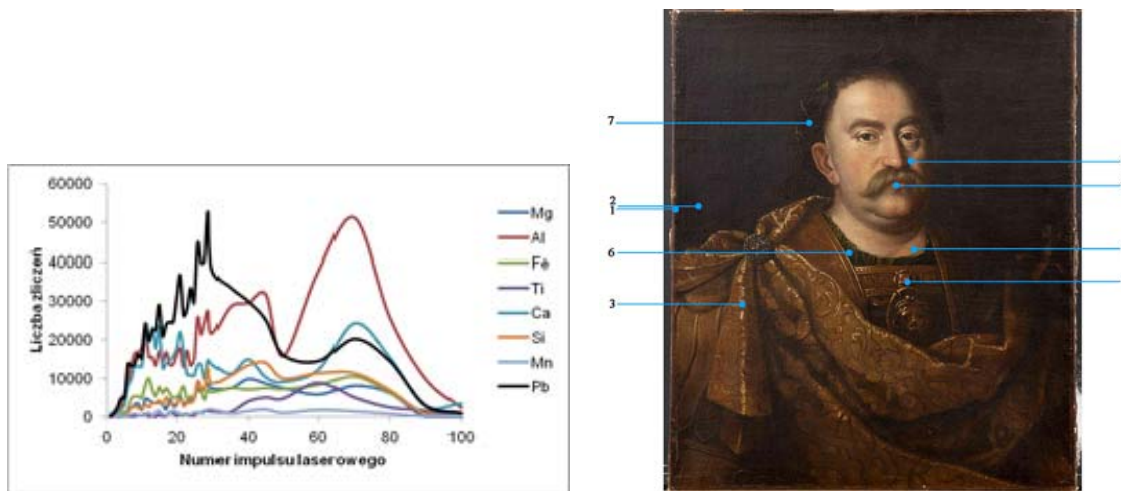 60000
50000
40000
30000
20000
10000
0
0 20 40 60 80 100
Liczba zliczeń
Numer impulsu laserowego
Mg
Al
Fe
Ti
Ca
Si
Mn
Pb
7
2
1
6
3